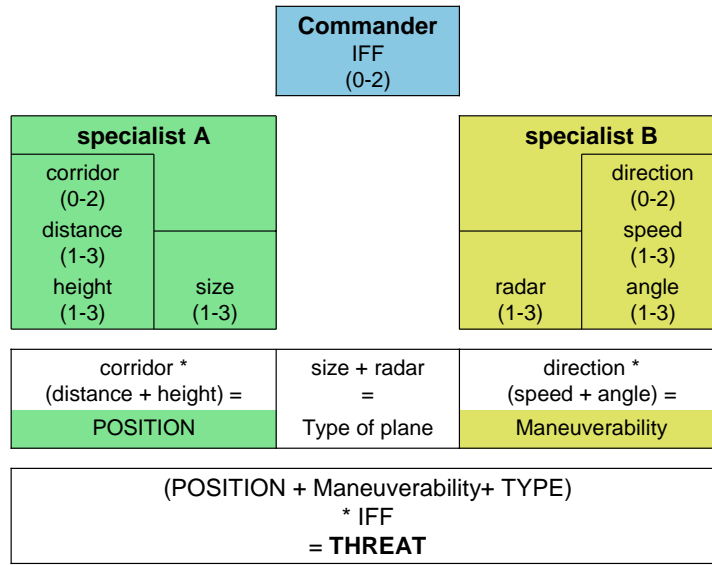 Commander
IFF
(0-2)
specialist A
corridor
(0-2)
distance
(1-3)
height
(1-3)
size
(1-3)
specialist B
radar
(1-3)
direction
(0-2)
speed
(1-3)
angle
(1-3)
corridor *
(distance + height) =
POSITION
size + radar
=
Type of plane
direction *
(speed + angle) =
Maneuverability
(POSITION + Maneuverability+ TYPE)
* IFF
= THREAT